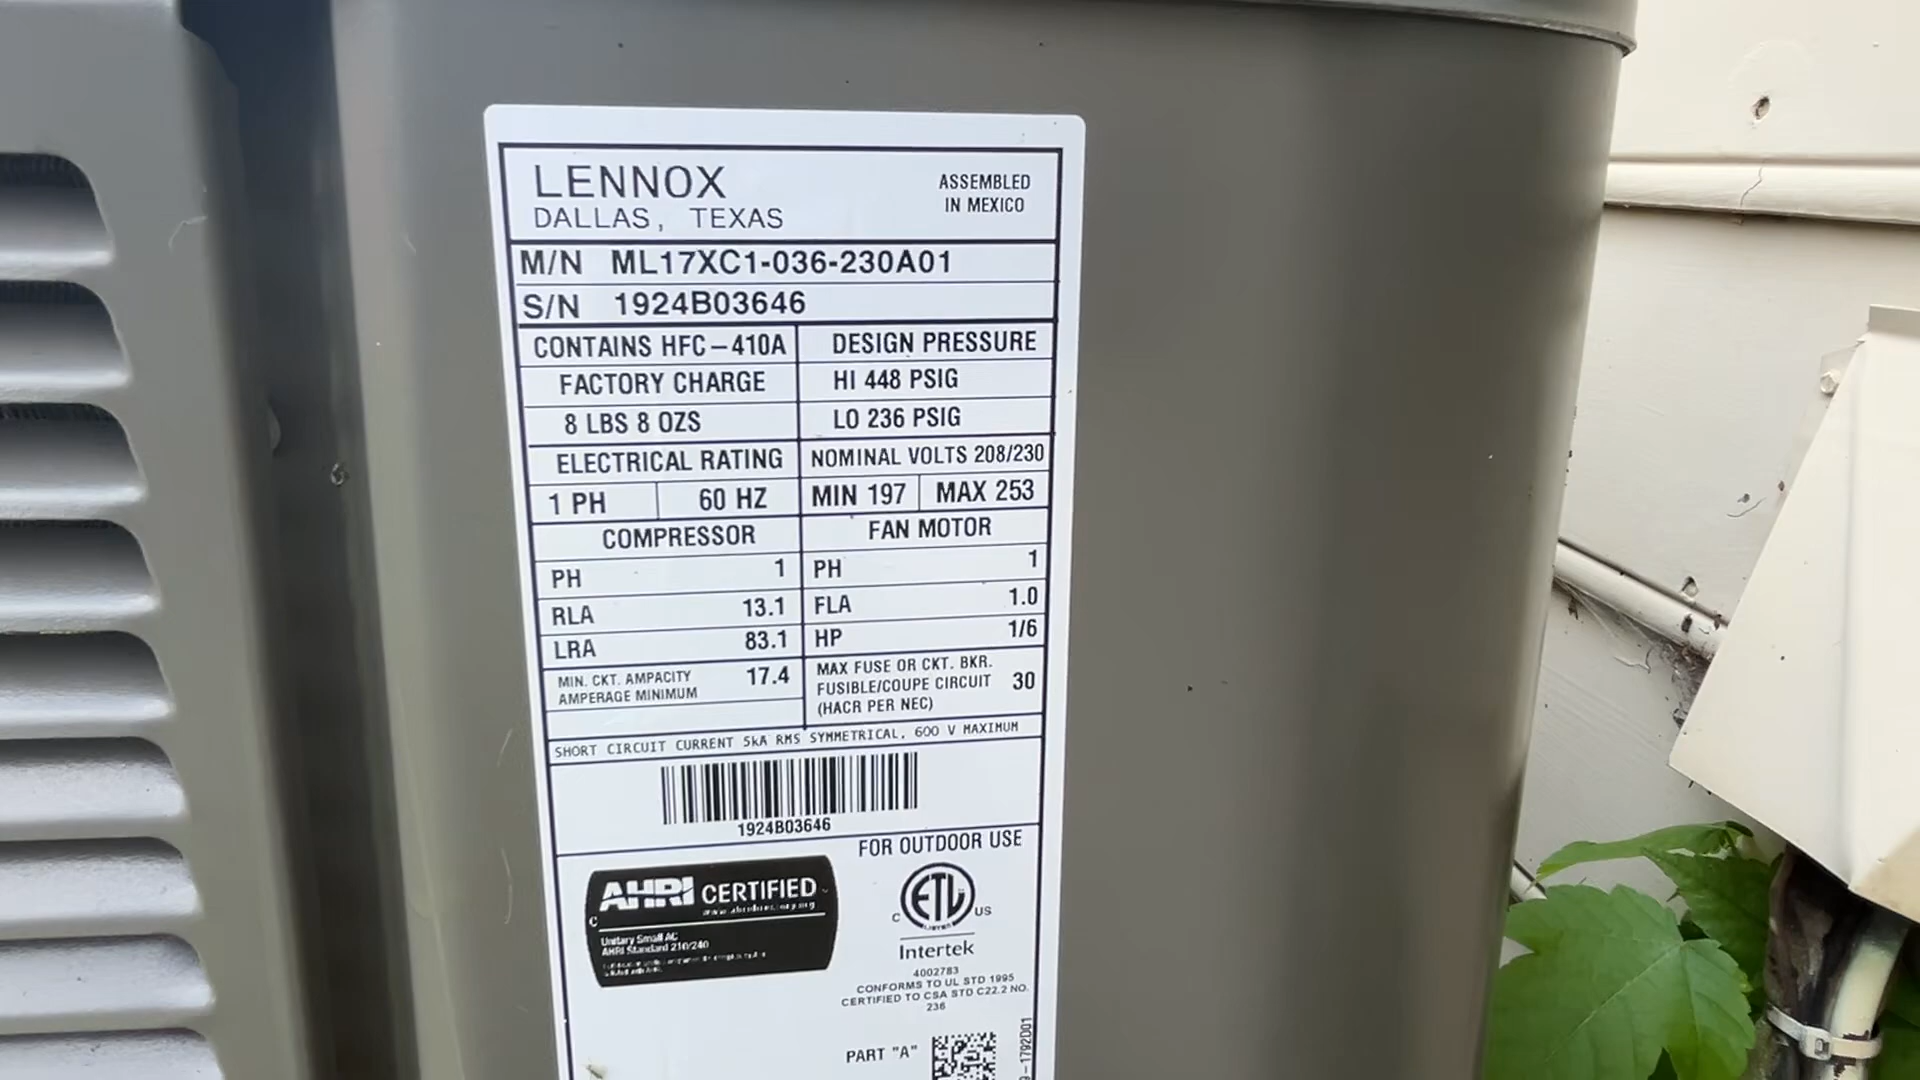 LENNOX
DALLAS, TEXAS
ASSEMBLED
IN MEXICO
M/N ML17XC1-036-230A01
S/N 1924B03646
CONTAINS HFC-410A
DESIGN PRESSURE
FACTORY CHARGE
HI 448 PSIG
8 LBS 8 OZS
LO 236 PSIG
ELECTRICAL RATING
NOMINAL VOLTS 208/230
1 PH
60 HZ
MIN 197
MAX 253
COMPRESSOR
FAN MOTOR
PH 1
PH 1
RLA 13.1
FLA 1.0
LRA 83.1
HP 1/6
MIN. CKT. AMPACITY
AMPERAGE MINIMUM
17.4
MAX FUSE OR CKT. BKR.
FUSIBLE/COUPE CIRCUIT
(HACR PER NEC)
30
SHORT CIRCUIT CURRENT 5kA RMS SYMMETRICAL, 600 V MAXIMUM
1924B03646
FOR OUTDOOR USE
AHRI CERTIFIED
Unitary Small AC
AHRI Standard 210/240
C ETL US
LISTED
Intertek
4002783
CONFORMS TO UL STD 1995
CERTIFIED TO CSA STD C22.2 NO.
236
PART "A"